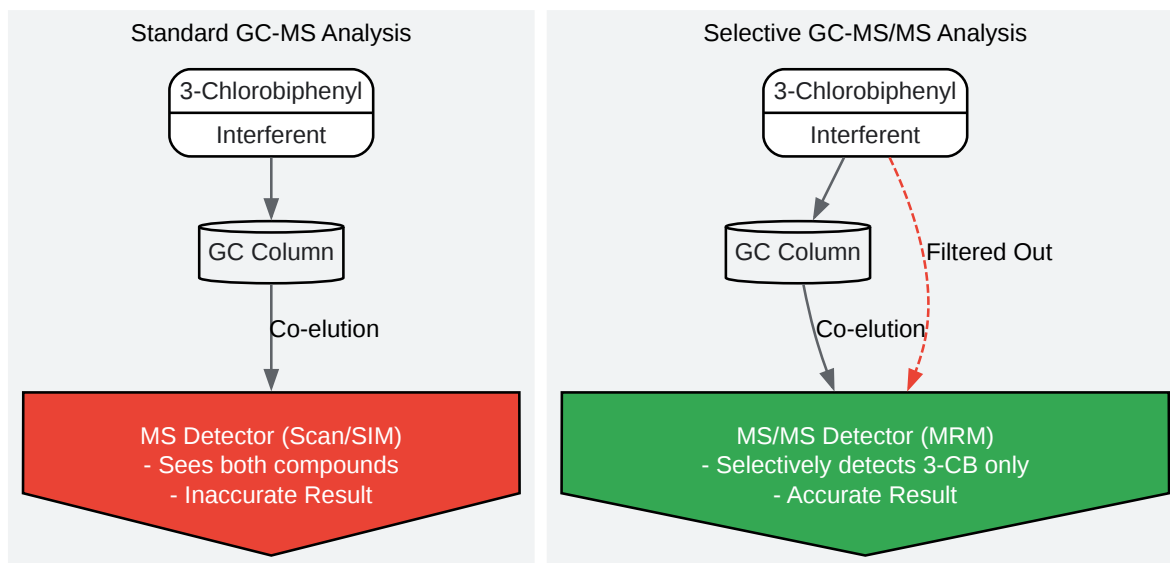 Standard GC-MS Analysis
3-Chlorobiphenyl
Interferent
GC Column
Co-elution
MS Detector (Scan/SIM)
- Sees both compounds
- Inaccurate Result
Selective GC-MS/MS Analysis
3-Chlorobiphenyl
Interferent
GC Column
Filtered Out
Co-elution
MS/MS Detector (MRM)
- Selectively detects 3-CB only
- Accurate Result